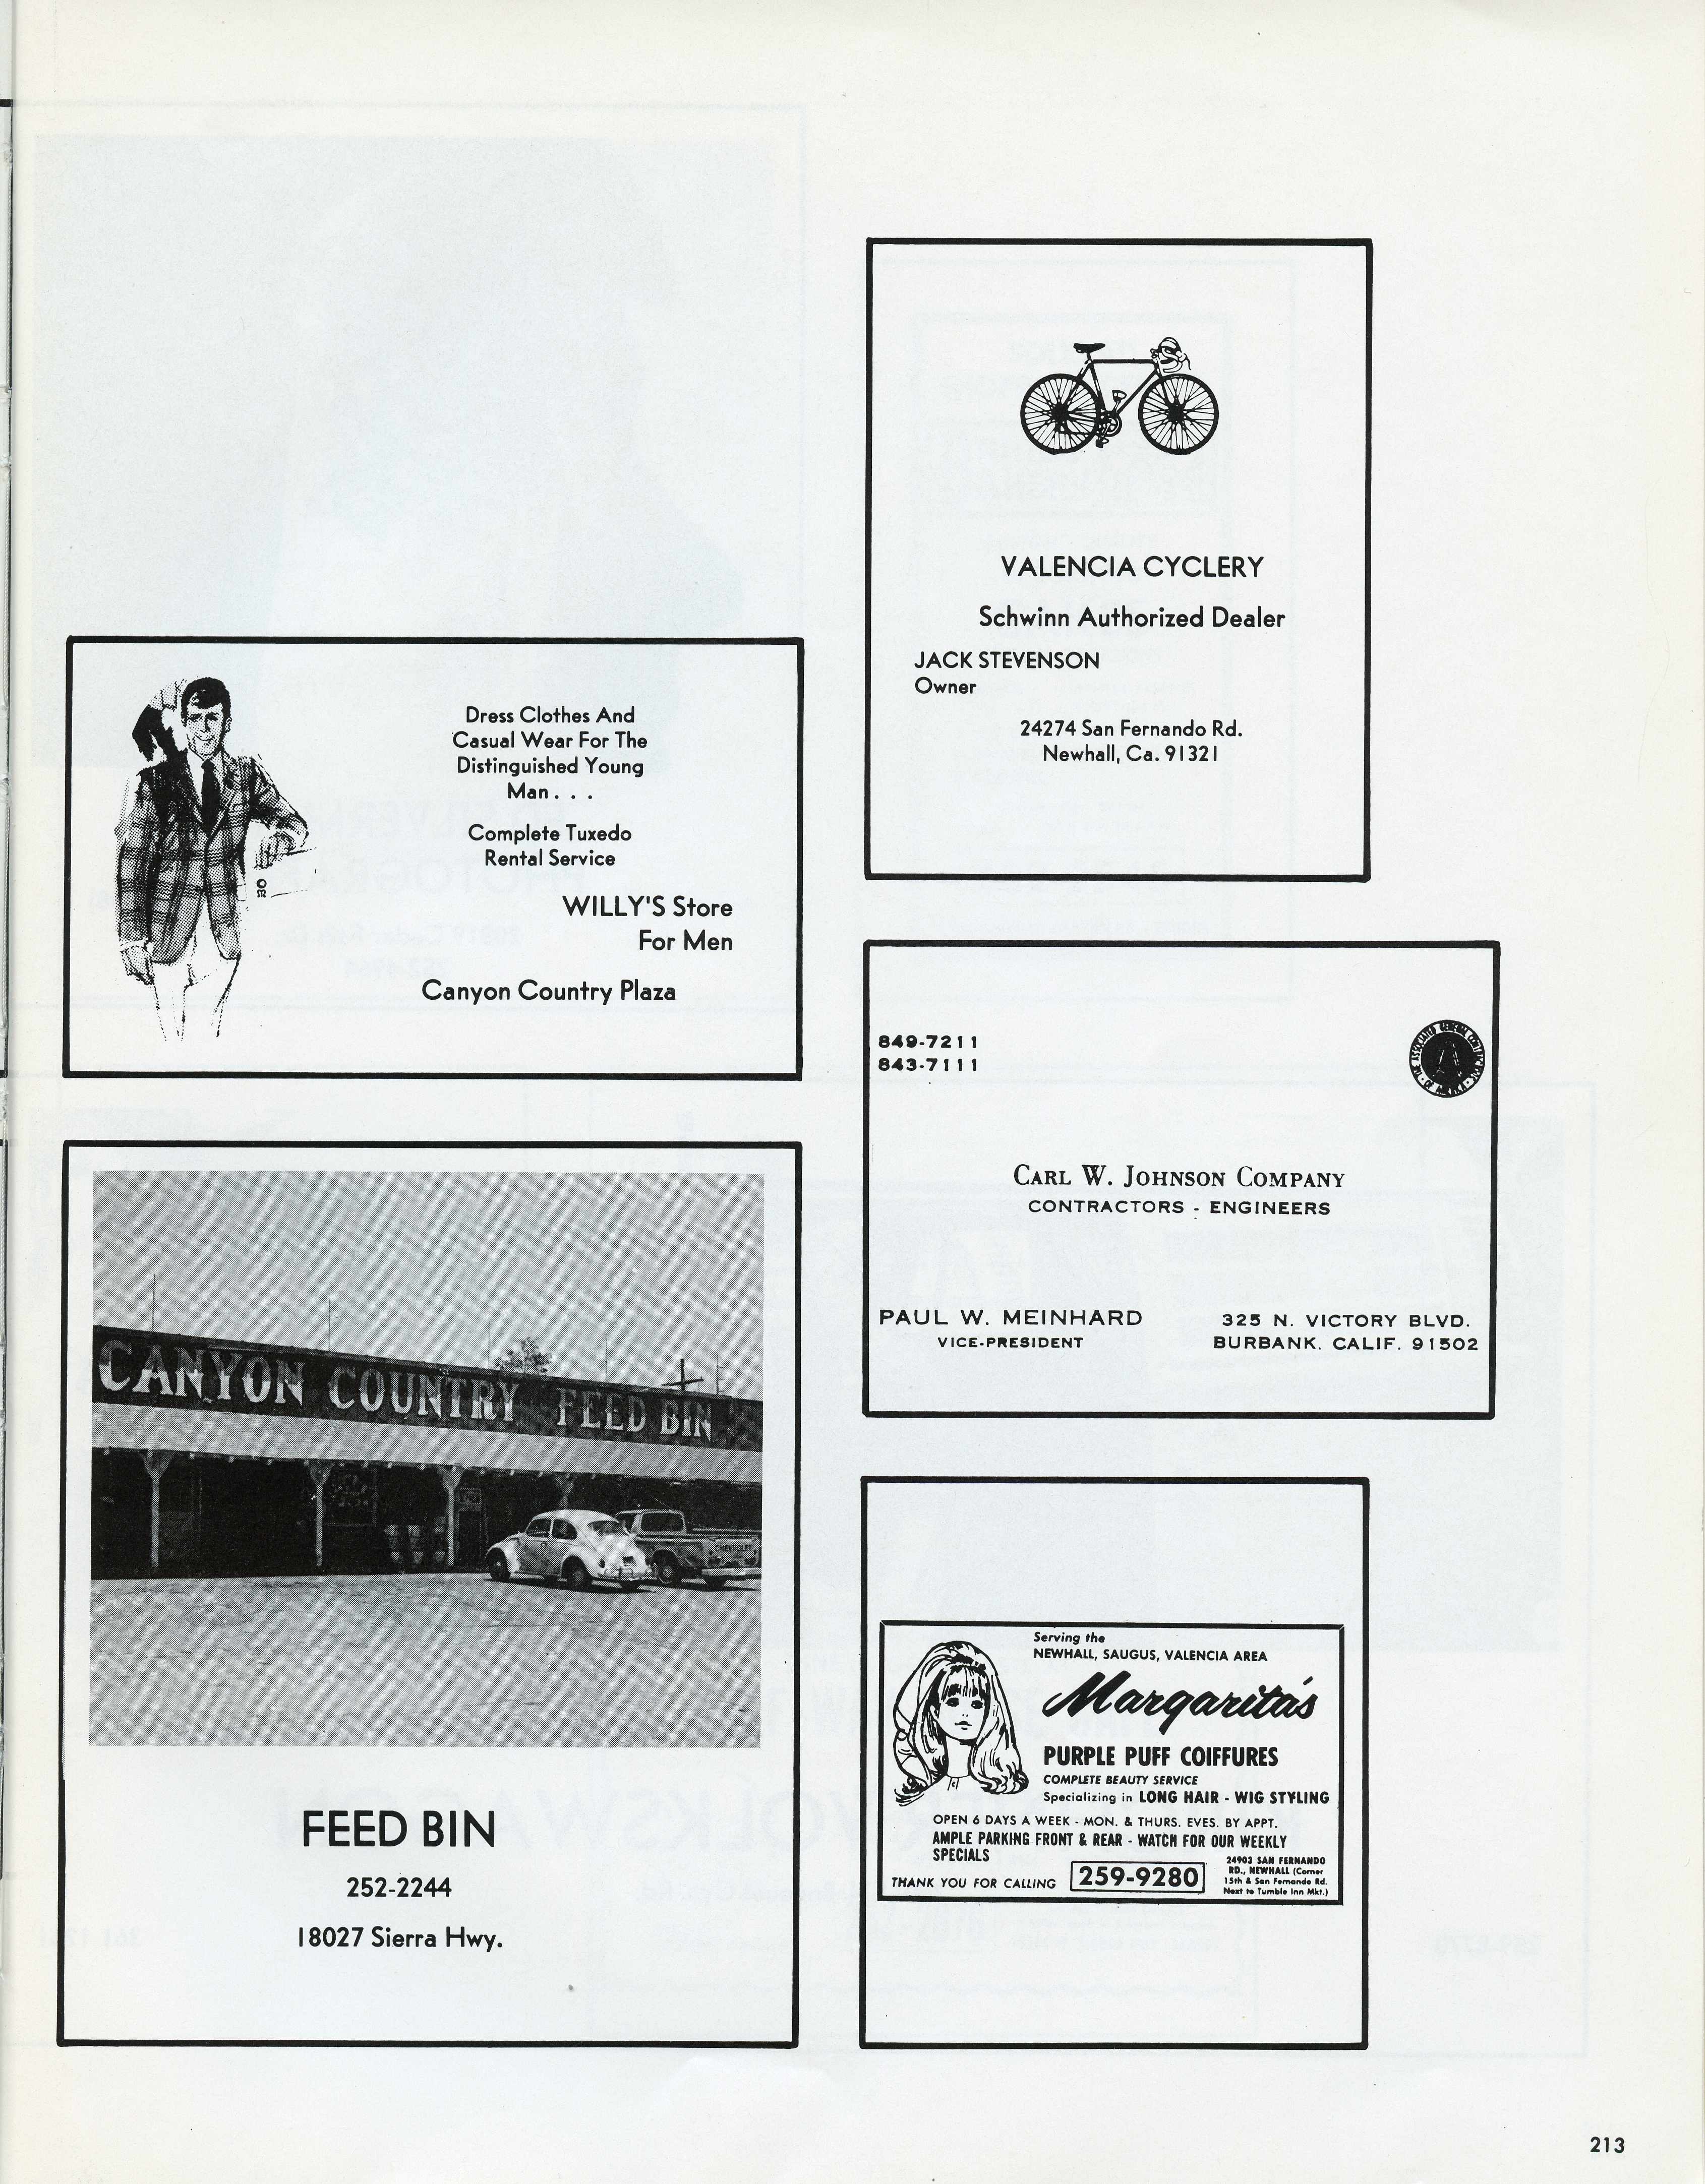 Dress Clothes And
Casual Wear For The
Distinguished Young
Man . . .
Complete Tuxedo
Rental Service
WILLY'S Store
For Men
Canyon Country Plaza
CANYON COUNTRY FEED BIN
CHEVROLET
FEED BIN
252-2244
18027 Sierra Hwy.
VALENCIA CYCLERY
Schwinn Authorized Dealer
JACK STEVENSON
Owner
24274 San Fernando Rd.
Newhall, Ca. 91321
849-7211
843-7111
THE ASSOCIATED GENERAL CONTRACTORS OF AMERICA
CARL W. JOHNSON COMPANY
CONTRACTORS - ENGINEERS
PAUL W. MEINHARD
VICE-PRESIDENT
325 N. VICTORY BLVD.
BURBANK, CALIF. 91502
Serving the
NEWHALL, SAUGUS, VALENCIA AREA
Margarita's
PURPLE PUFF COIFFURES
COMPLETE BEAUTY SERVICE
Specializing in LONG HAIR - WIG STYLING
OPEN 6 DAYS A WEEK - MON. & THURS. EVES. BY APPT.
AMPLE PARKING FRONT & REAR - WATCH FOR OUR WEEKLY
SPECIALS
THANK YOU FOR CALLING 259-9280
24903 SAN FERNANDO
RD., NEWHALL (Corner
15th & San Fernando Rd.
Next to Tumble Inn Mkt.)
213